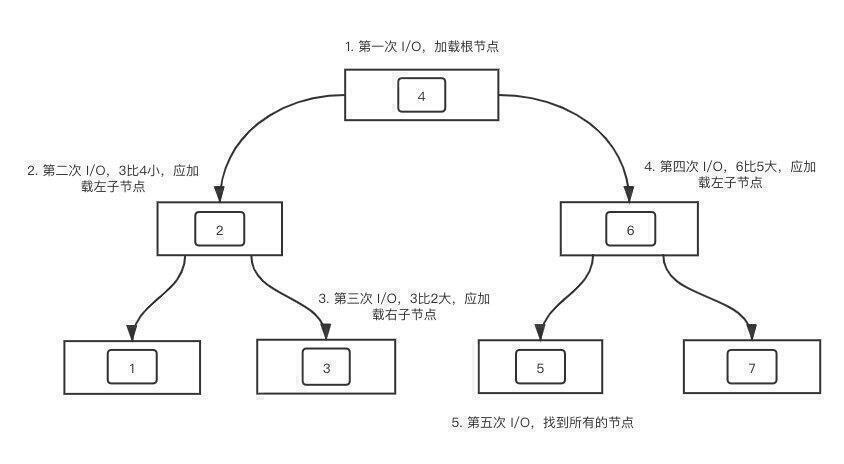 1. 第一次 I/O，加载根节点
4
2. 第二次 I/O，3比4小，应加
载左子节点
4. 第四次 I/O，6比5大，应加
载左子节点
2
6
3. 第三次 I/O，3比2大，应加
载右子节点
1
3
5
7
5. 第五次 I/O，找到所有的节点